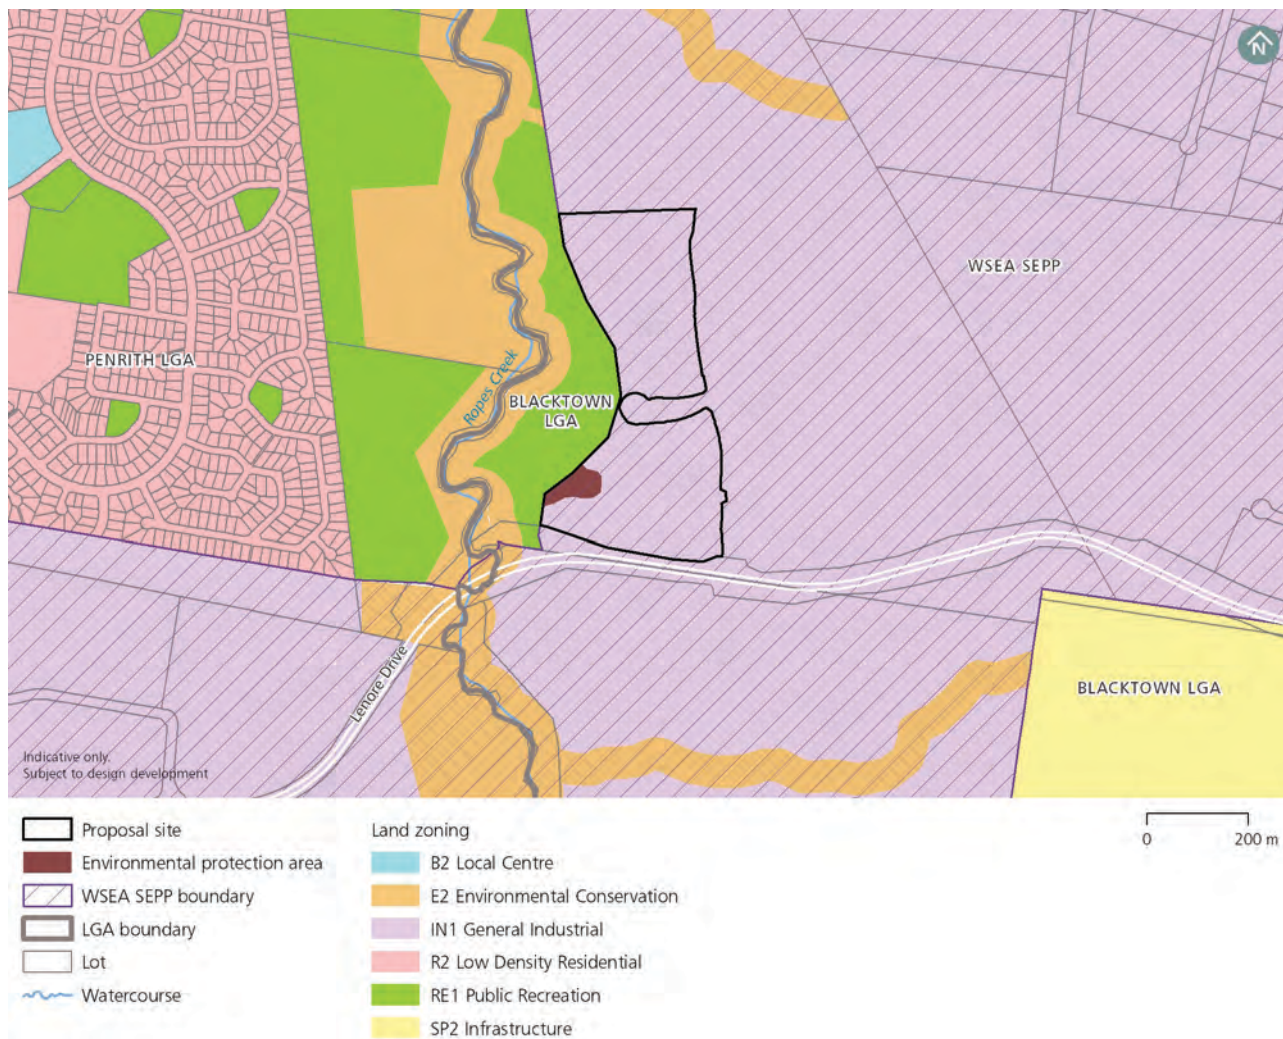 N
WSEA SEPP
PENRITH LGA
Ropes Creek
BLACKTOWN
LGA
Lenore Drive
BLACKTOWN LGA
Indicative only.
Subject to design development
Proposal site
Environmental protection area
WSEA SEPP boundary
LGA boundary
Lot
Watercourse
Land zoning
B2 Local Centre
E2 Environmental Conservation
IN1 General Industrial
R2 Low Density Residential
RE1 Public Recreation
SP2 Infrastructure
0 200 m